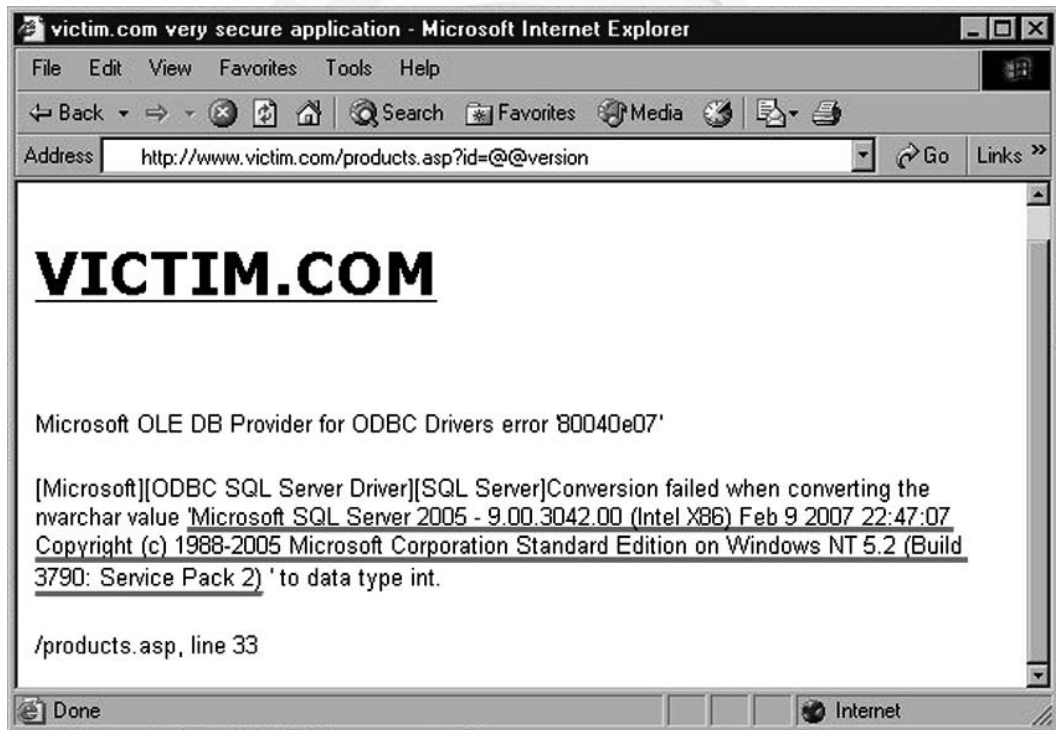 victim.com very secure application - Microsoft Internet Explorer
File Edit View Favorites Tools Help
Back Search Favorites Media
Address http://www.victim.com/products.asp?id=@@version Go Links »
VICTIM.COM
Microsoft OLE DB Provider for ODBC Drivers error '80040e07'
[Microsoft][ODBC SQL Server Driver][SQL Server]Conversion failed when converting the
nvarchar value 'Microsoft SQL Server 2005 - 9.00.3042.00 (Intel X86) Feb 9 2007 22:47:07
Copyright (c) 1988-2005 Microsoft Corporation Standard Edition on Windows NT 5.2 (Build
3790: Service Pack 2) ' to data type int.
/products.asp, line 33
Done Internet